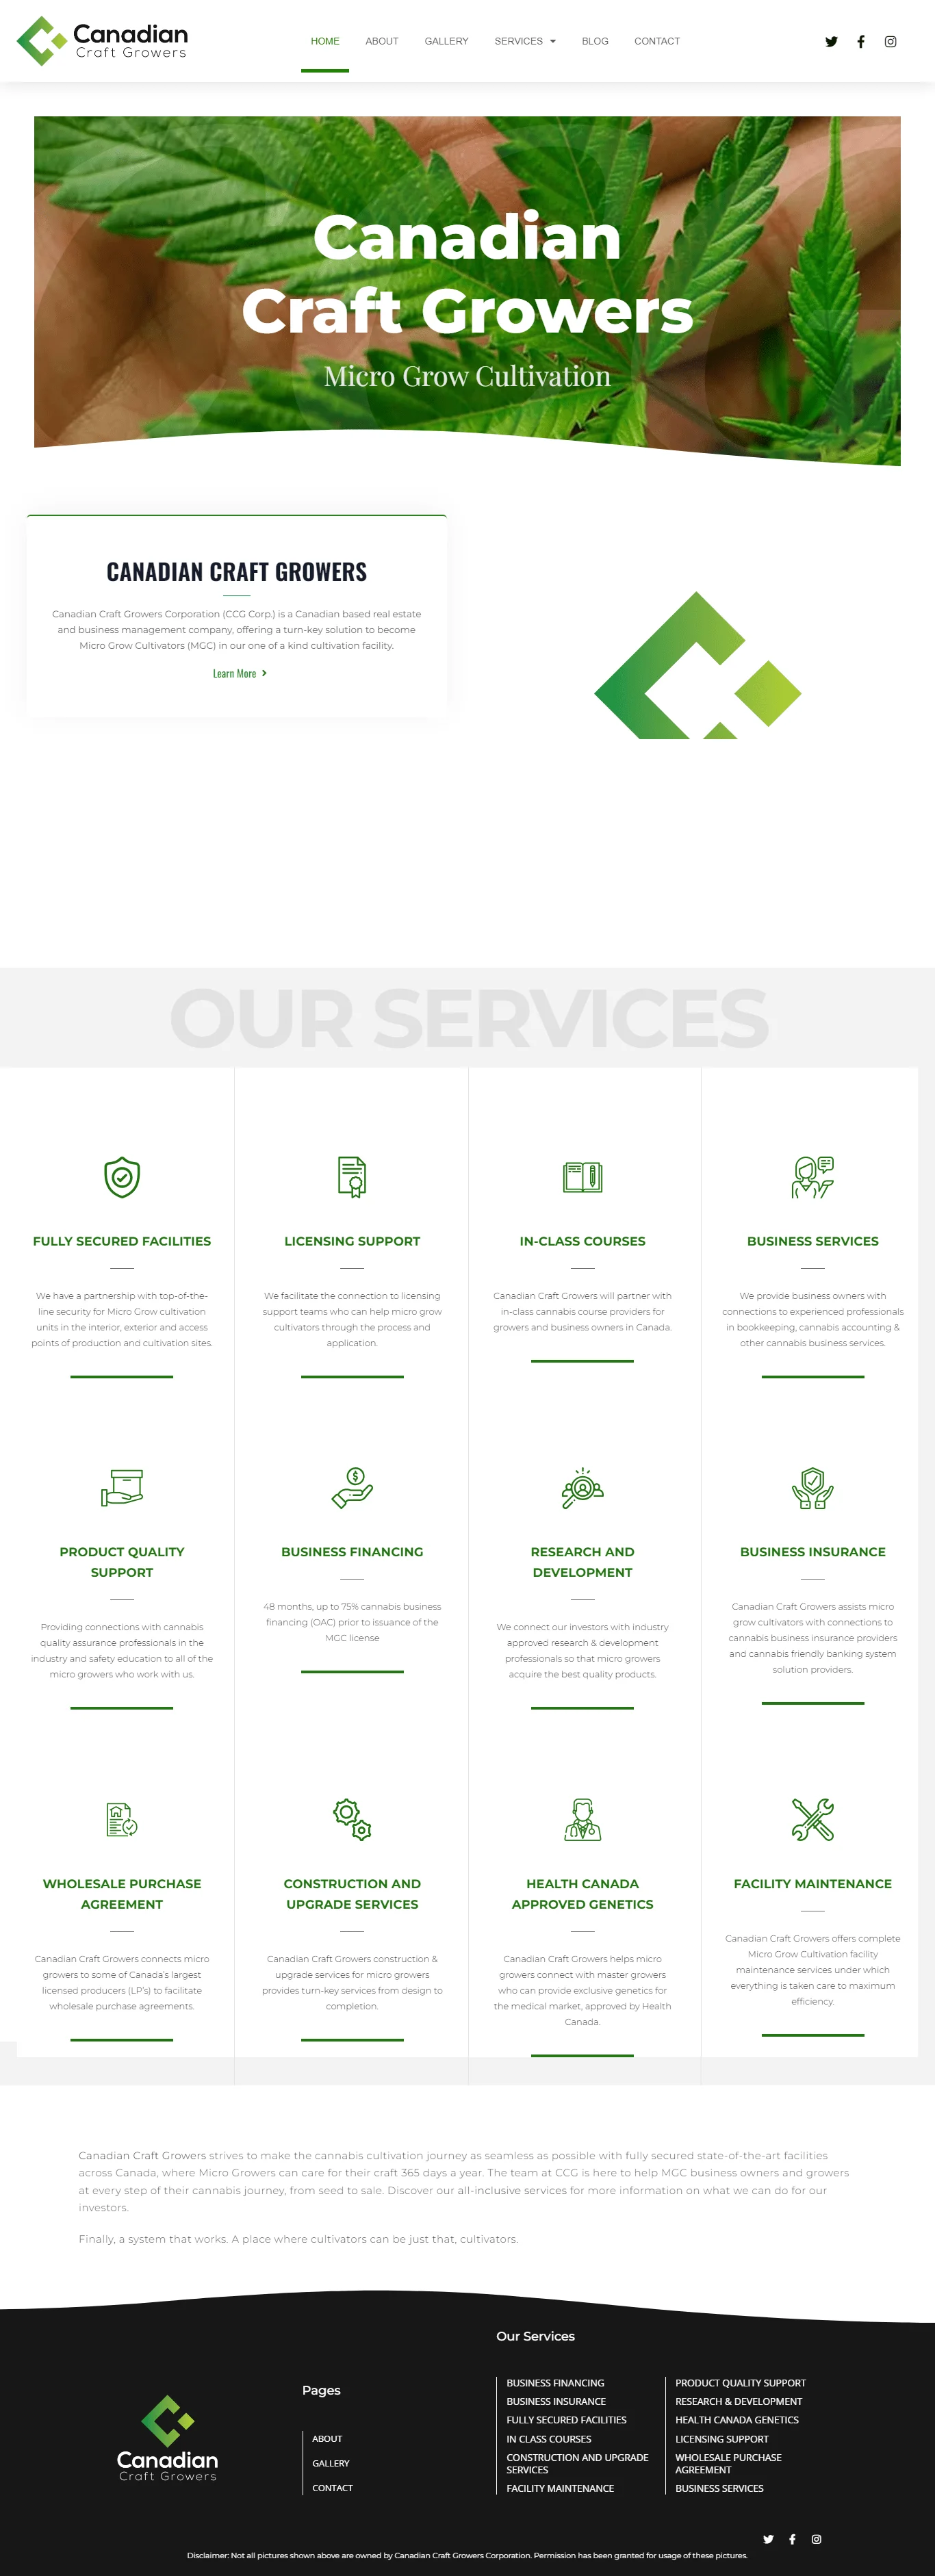 Canadian
Craft Growers
HOME
ABOUT
GALLERY
SERVICES
BLOG
CONTACT
Canadian
Craft Growers
Micro Grow Cultivation
CANADIAN CRAFT GROWERS
Canadian Craft Growers Corporation (CCG Corp.) is a Canadian based real estate
and business management company, offering a turn-key solution to become
Micro Grow Cultivators (MGC) in our one of a kind cultivation facility.
Learn More
OUR SERVICES
FULLY SECURED FACILITIES
We have a partnership with top-of-the-
line security for Micro Grow cultivation
units in the interior, exterior and access
points of production and cultivation sites.
LICENSING SUPPORT
We facilitate the connection to licensing
support teams who can help micro grow
cultivators through the process and
application.
IN-CLASS COURSES
Canadian Craft Growers will partner with
in-class cannabis course providers for
growers and business owners in Canada.
BUSINESS SERVICES
We provide business owners with
connections to experienced professionals
in bookkeeping, cannabis accounting &
other cannabis business services.
PRODUCT QUALITY
SUPPORT
Providing connections with cannabis
quality assurance professionals in the
industry and safety education to all of the
micro growers who work with us.
BUSINESS FINANCING
48 months, up to 75% cannabis business
financing (OAC) prior to issuance of the
MGC license
RESEARCH AND
DEVELOPMENT
We connect our investors with industry
approved research & development
professionals so that micro growers
acquire the best quality products.
BUSINESS INSURANCE
Canadian Craft Growers assists micro
grow cultivators with connections to
cannabis business insurance providers
and cannabis friendly banking system
solution providers.
WHOLESALE PURCHASE
AGREEMENT
Canadian Craft Growers connects micro
growers to some of Canada's largest
licensed producers (LP's) to facilitate
wholesale purchase agreements.
CONSTRUCTION AND
UPGRADE SERVICES
Canadian Craft Growers construction &
upgrade services for micro growers
provides turn-key services from design to
completion.
HEALTH CANADA
APPROVED GENETICS
Canadian Craft Growers helps micro
growers connect with master growers
who can provide exclusive genetics for
the medical market, approved by Health
Canada.
FACILITY MAINTENANCE
Canadian Craft Growers offers complete
Micro Grow Cultivation facility
maintenance services under which
everything is taken care to maximum
efficiency.
Canadian Craft Growers strives to make the cannabis cultivation journey as seamless as possible with fully secured state-of-the-art facilities
across Canada, where Micro Growers can care for their craft 365 days a year. The team at CCG is here to help MGC business owners and growers
at every step of their cannabis journey, from seed to sale. Discover our all-inclusive services for more information on what we can do for our
investors.
Finally, a system that works. A place where cultivators can be just that, cultivators.
Canadian
Craft Growers
Pages
ABOUT
GALLERY
CONTACT
Our Services
BUSINESS FINANCING
BUSINESS INSURANCE
FULLY SECURED FACILITIES
IN CLASS COURSES
CONSTRUCTION AND UPGRADE
SERVICES
FACILITY MAINTENANCE
PRODUCT QUALITY SUPPORT
RESEARCH & DEVELOPMENT
HEALTH CANADA GENETICS
LICENSING SUPPORT
WHOLESALE PURCHASE
AGREEMENT
BUSINESS SERVICES
Disclaimer: Not all pictures shown above are owned by Canadian Craft Growers Corporation. Permission has been granted for usage of these pictures.